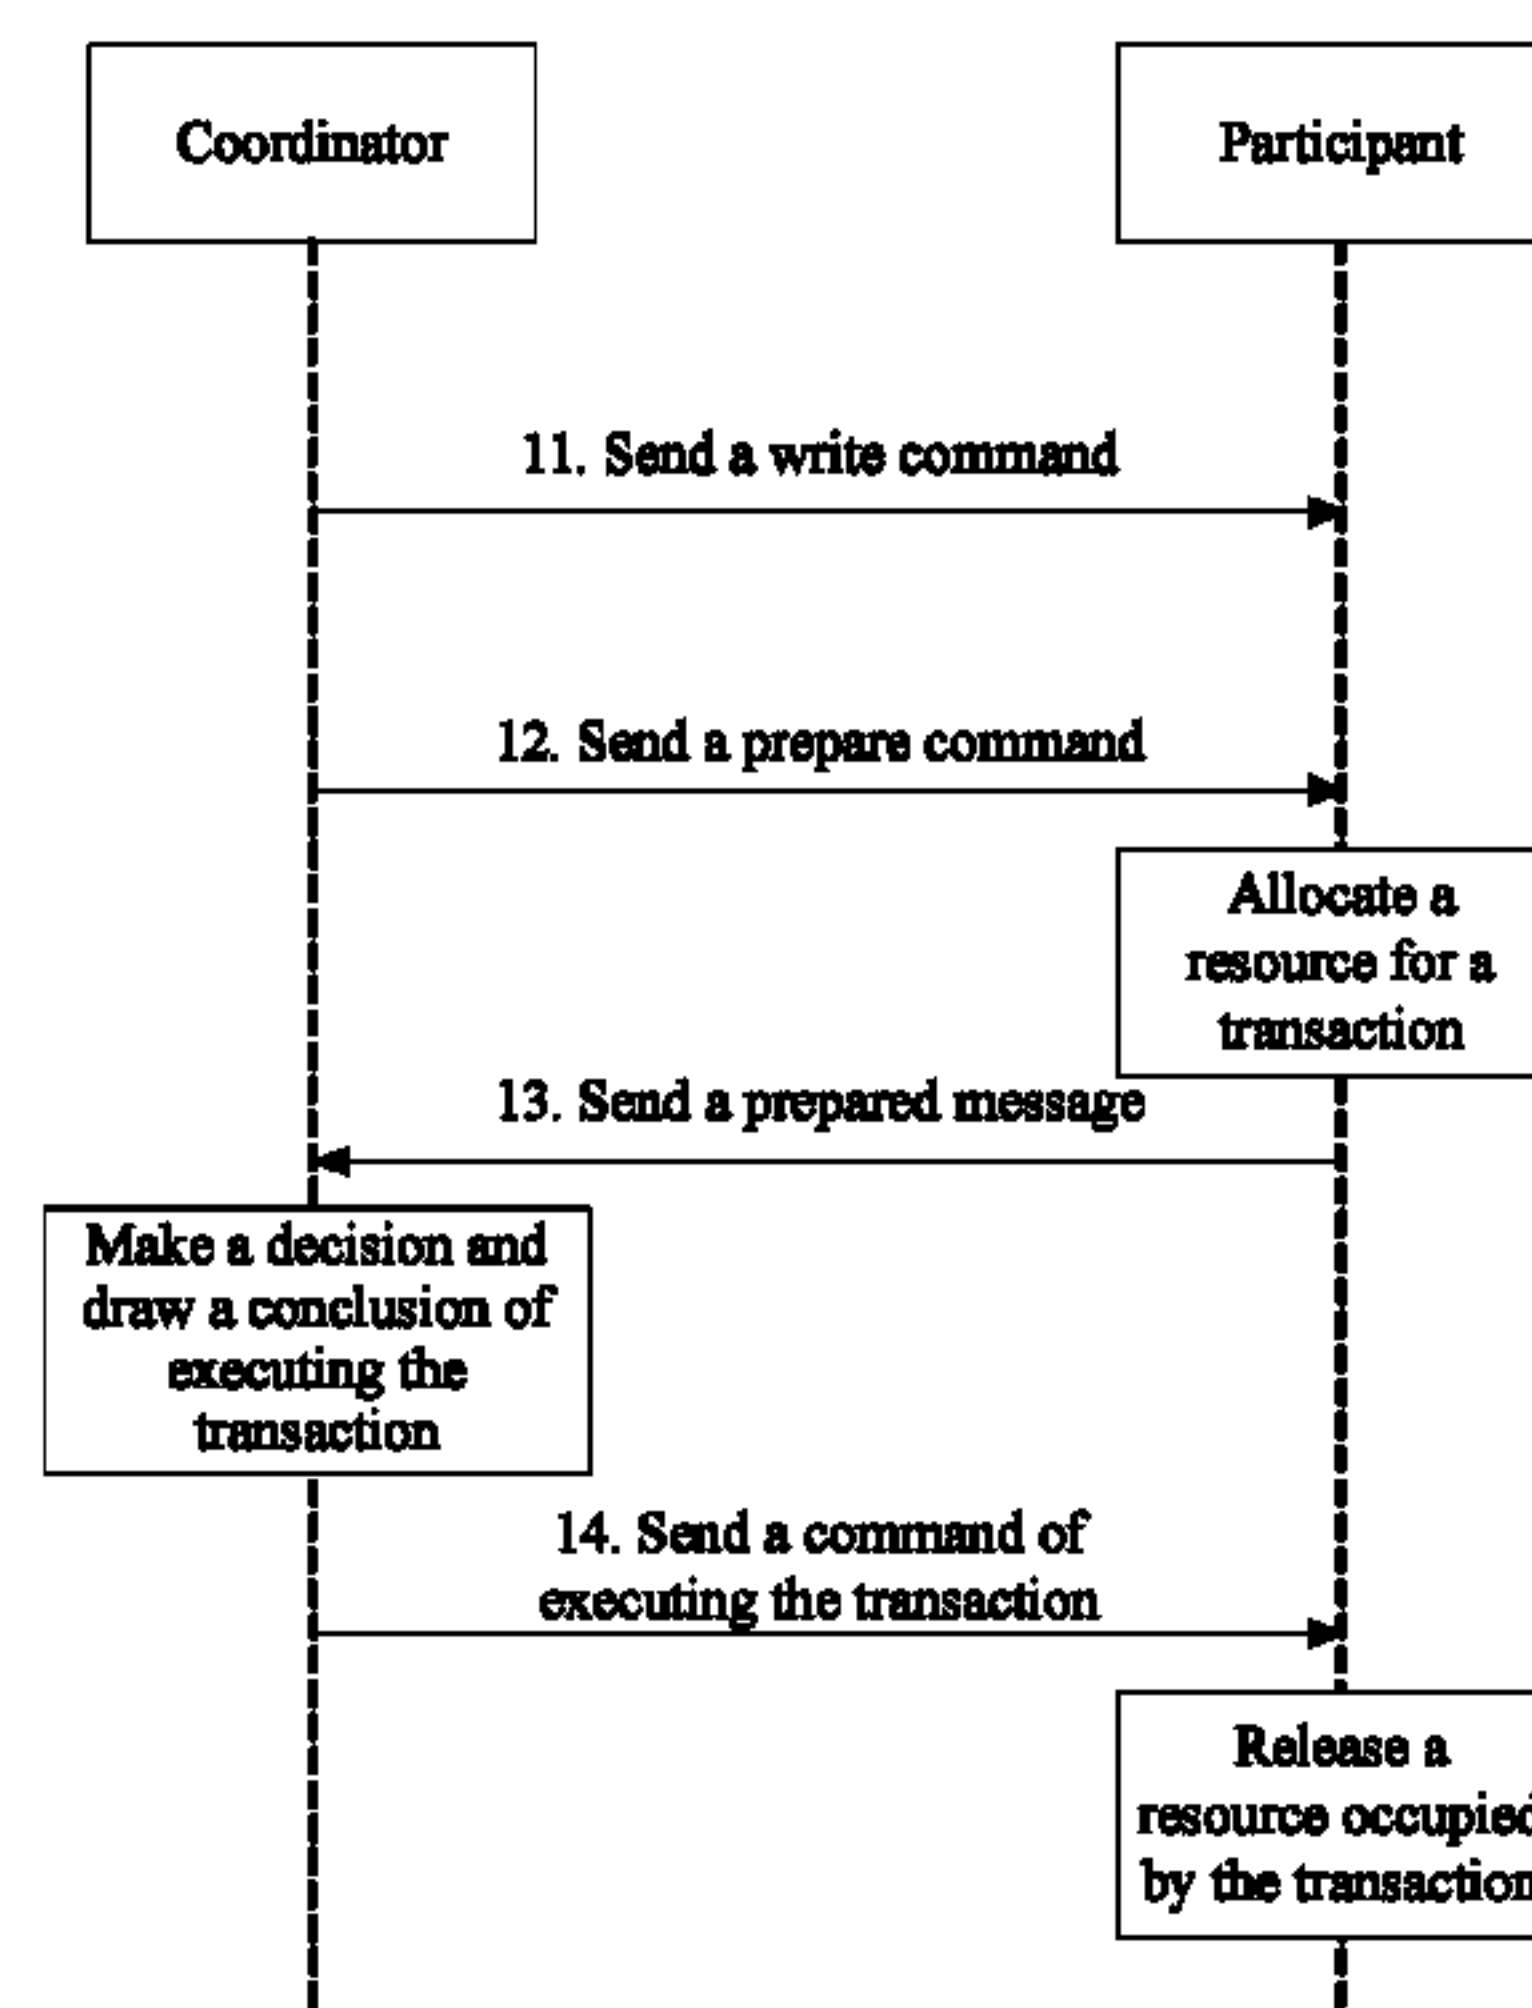 Coordinator
Participant
11. Send a write command
12. Send a prepare command
Allocate a
resource for a
transaction
13. Send a prepared message
Make a decision and
draw a conclusion of
executing the
transaction
14. Send a command of
executing the transaction
Release a
resource occupied
by the transaction